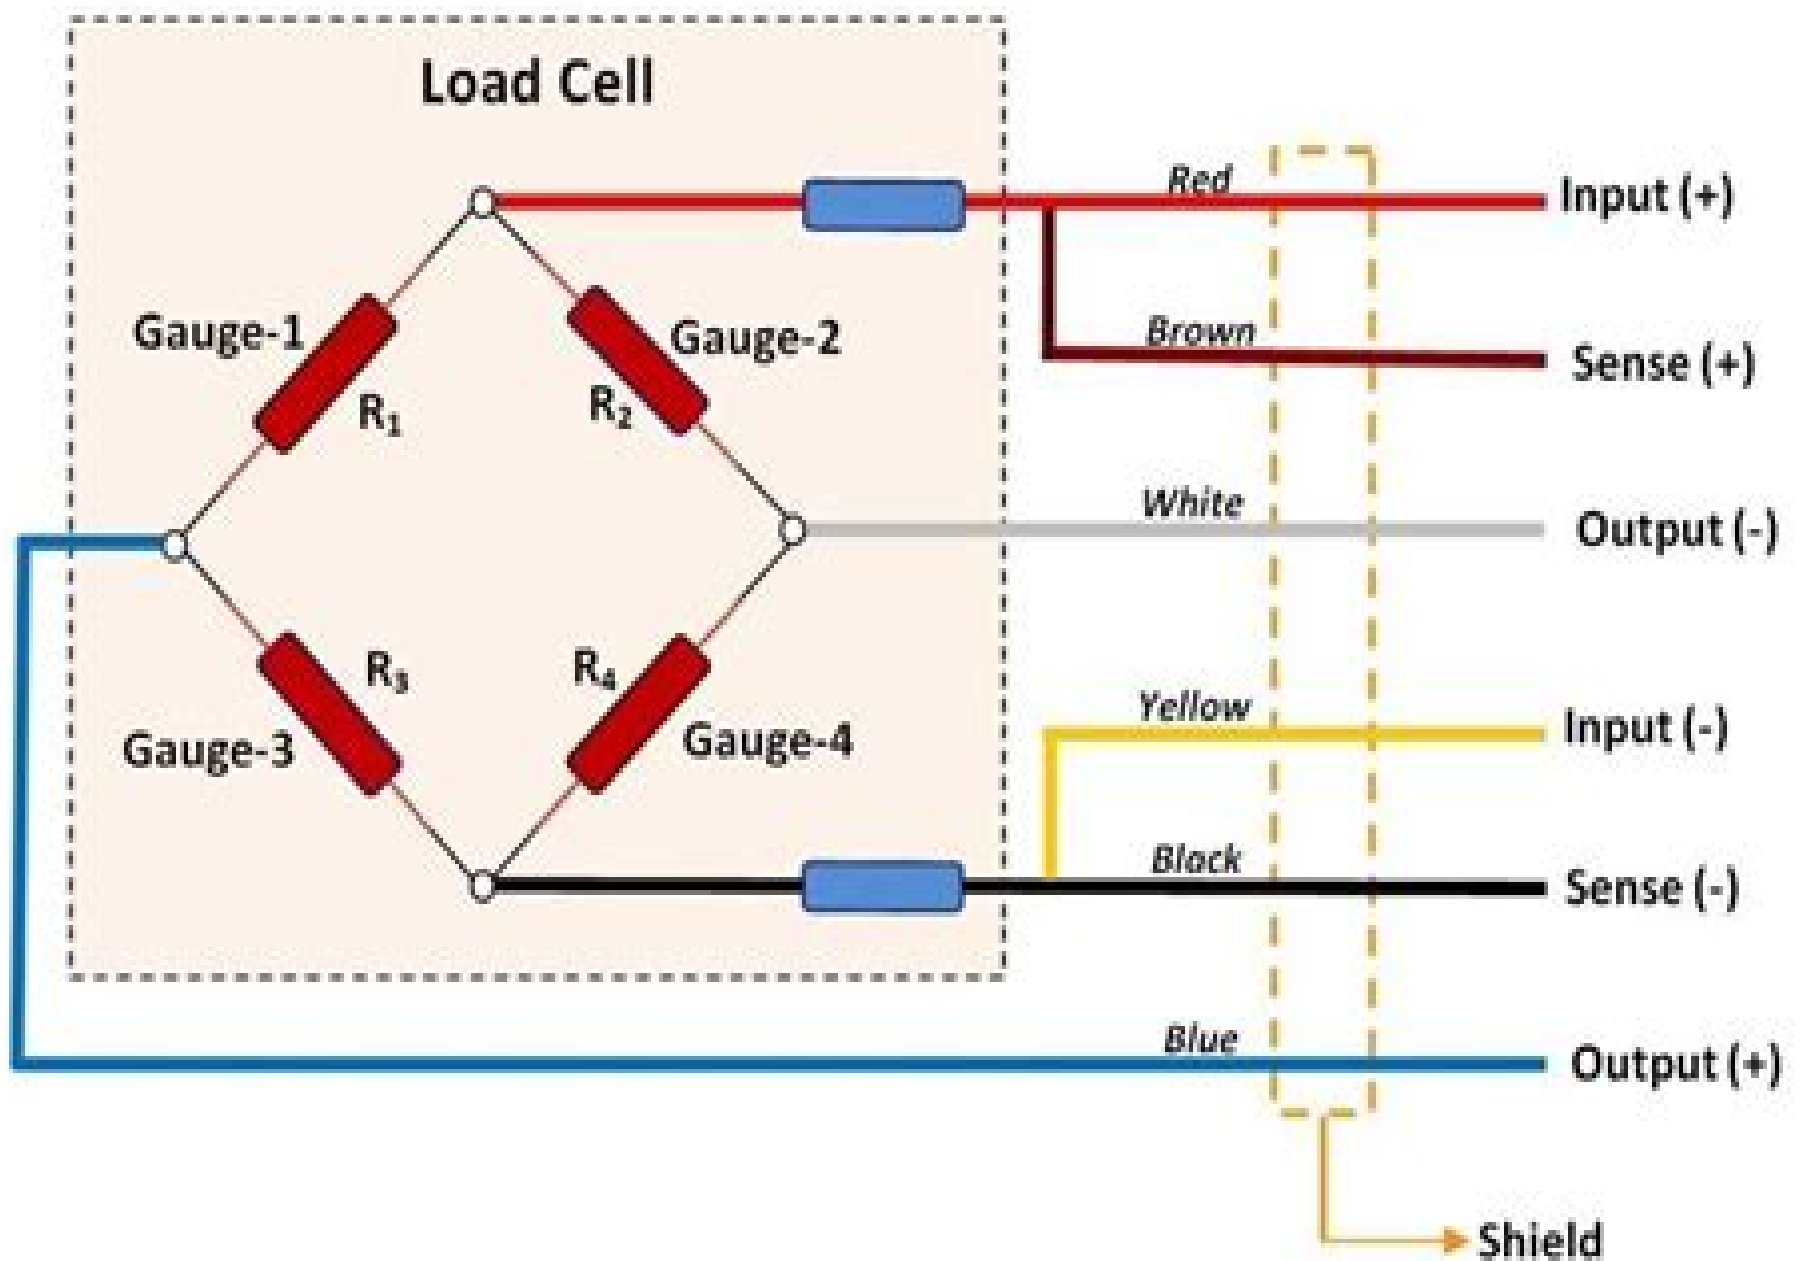 Load Cell
Red
Input (+)
Gauge-1
Gauge-2
Brown
Sense (+)
R1
R2
White
Output (-)
R3
R4
Yellow
Input (-)
Gauge-3
Gauge-4
Black
Sense (-)
Blue
Output (+)
Shield